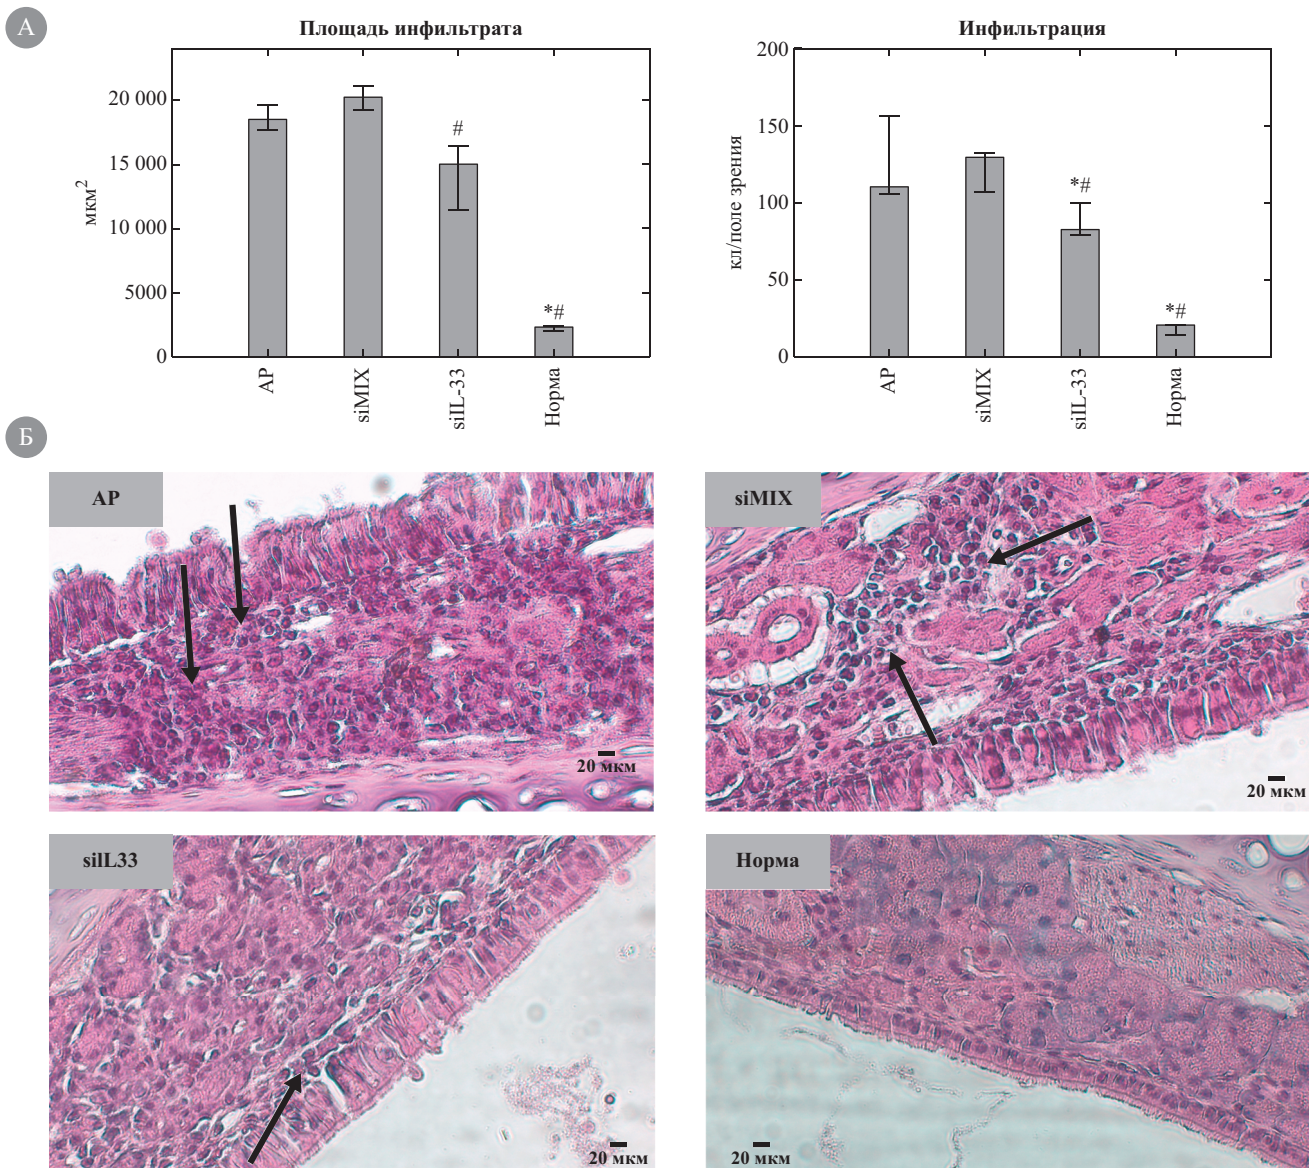 А
Площадь инфильтрата
мкм²
20 000
15 000
10 000
5000
0
#
*#
АР
siMIX
siIL-33
Норма
Инфильтрация
кл/поле зрения
200
150
100
50
0
*#
*#
АР
siMIX
siIL-33
Норма
Б
АР
20 мкм
siMIX
20 мкм
siIL33
20 мкм
Норма
20 мкм